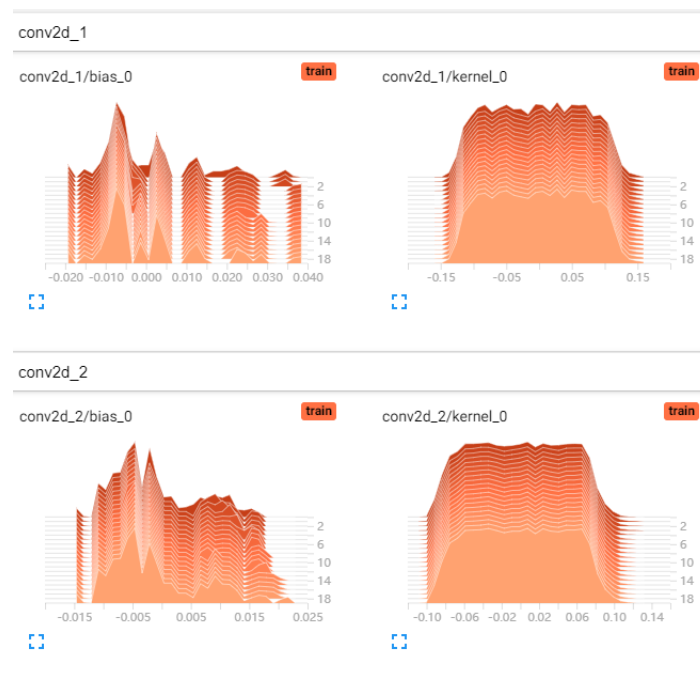 conv2d_1
conv2d_1/bias_0
train
2
6
10
14
18
-0.020 -0.010 0.000 0.010 0.020 0.030 0.040
conv2d_1/kernel_0
train
2
6
10
14
18
-0.15 -0.05 0.05 0.15
conv2d_2
conv2d_2/bias_0
train
2
6
10
14
18
-0.015 -0.005 0.005 0.015 0.025
conv2d_2/kernel_0
train
2
6
10
14
18
-0.10 -0.06 -0.02 0.02 0.06 0.10 0.14